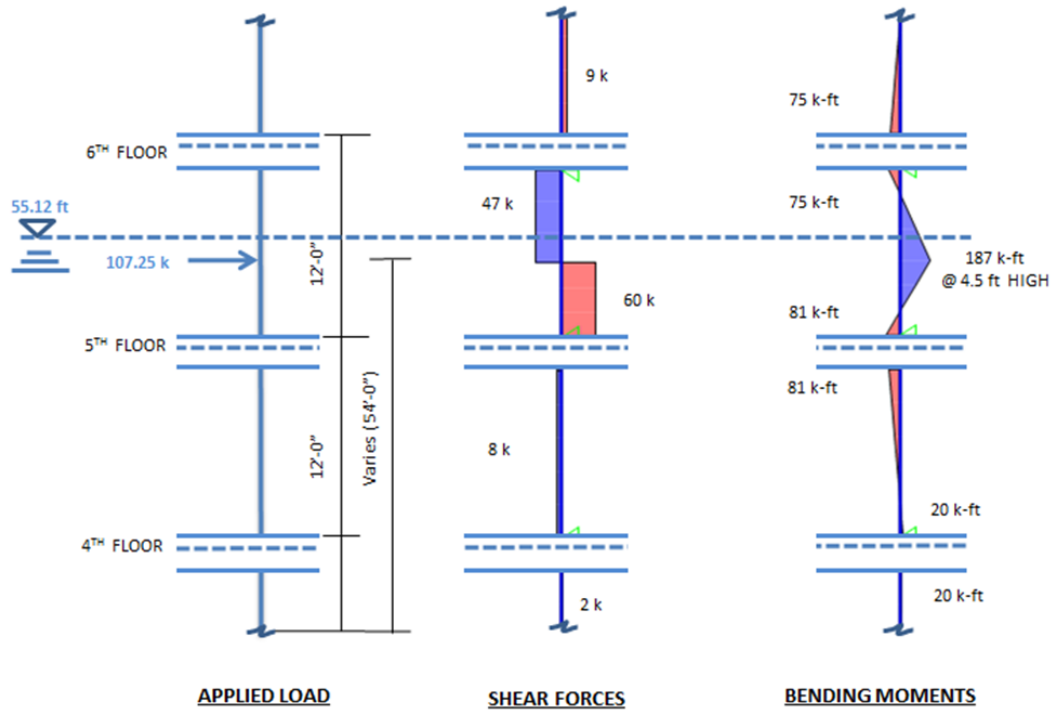 9 k
75 k-ft
6TH FLOOR
55.12 ft
47 k
75 k-ft
107.25 k
12'-0"
187 k-ft
@ 4.5 ft HIGH
60 k
81 k-ft
5TH FLOOR
81 k-ft
Varies (54'-0")
12'-0"
8 k
20 k-ft
4TH FLOOR
2 k
20 k-ft
APPLIED LOAD
SHEAR FORCES
BENDING MOMENTS